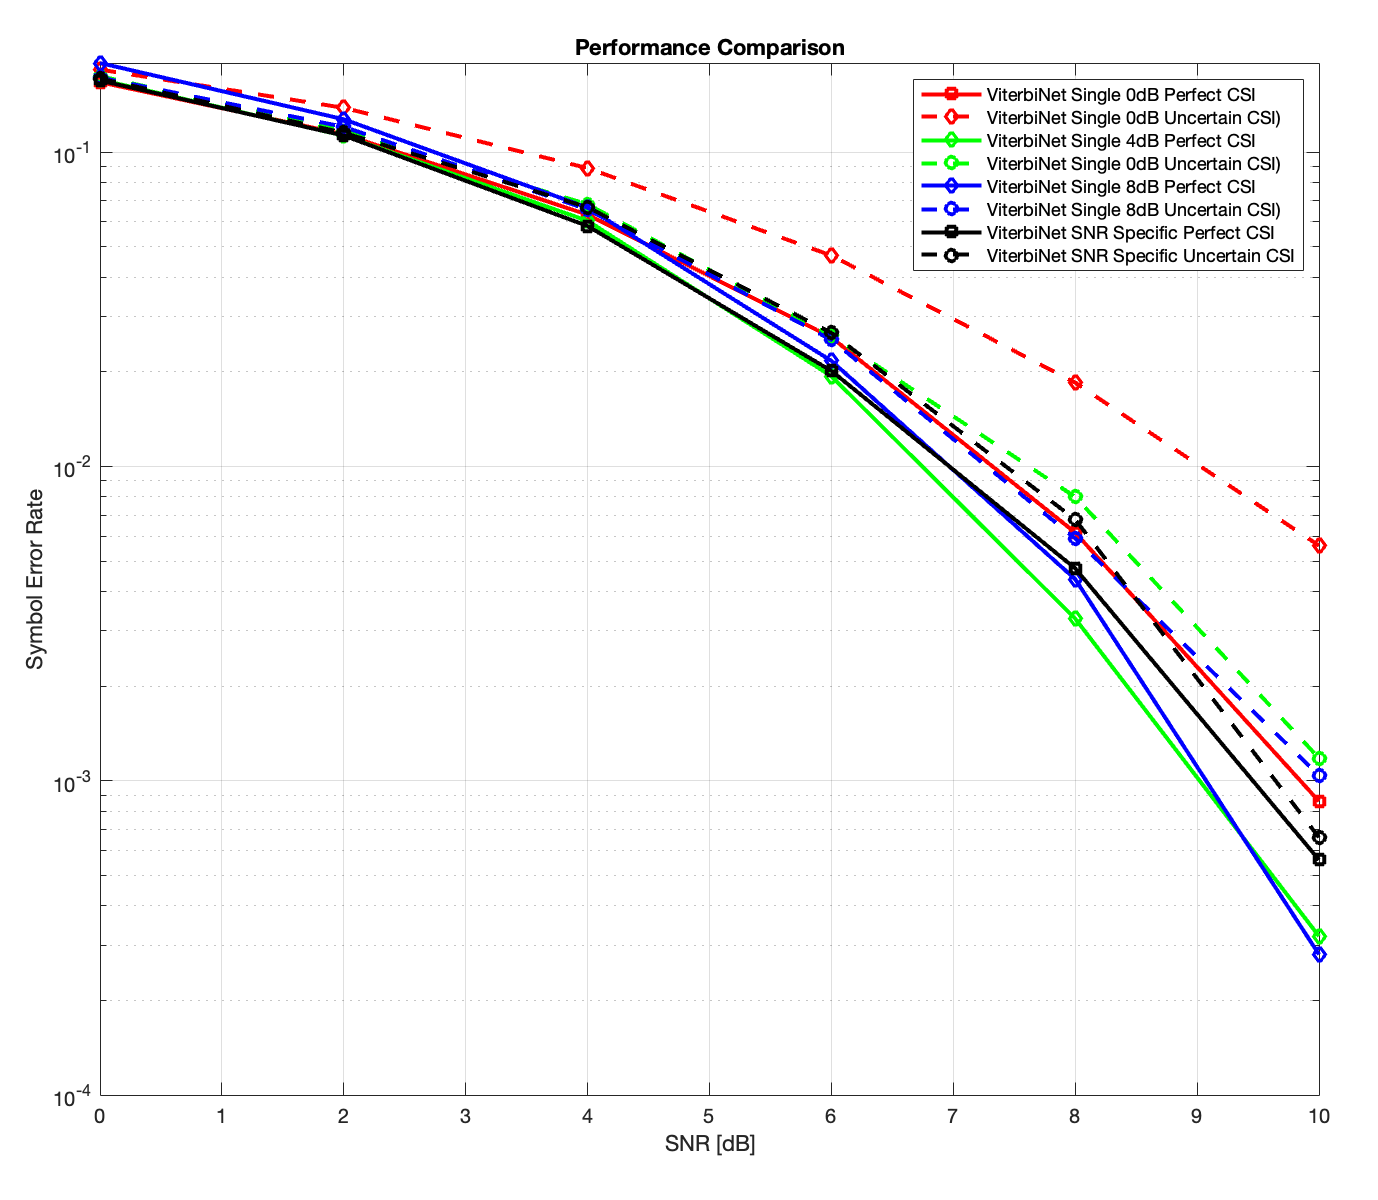 Performance Comparison
ViterbiNet Single 0dB Perfect CSI
ViterbiNet Single 0dB Uncertain CSI)
ViterbiNet Single 4dB Perfect CSI
ViterbiNet Single 0dB Uncertain CSI)
ViterbiNet Single 8dB Perfect CSI
ViterbiNet Single 8dB Uncertain CSI)
ViterbiNet SNR Specific Perfect CSI
ViterbiNet SNR Specific Uncertain CSI
10^-1
10^-2
10^-3
10^-4
Symbol Error Rate
0 1 2 3 4 5 6 7 8 9 10
SNR [dB]